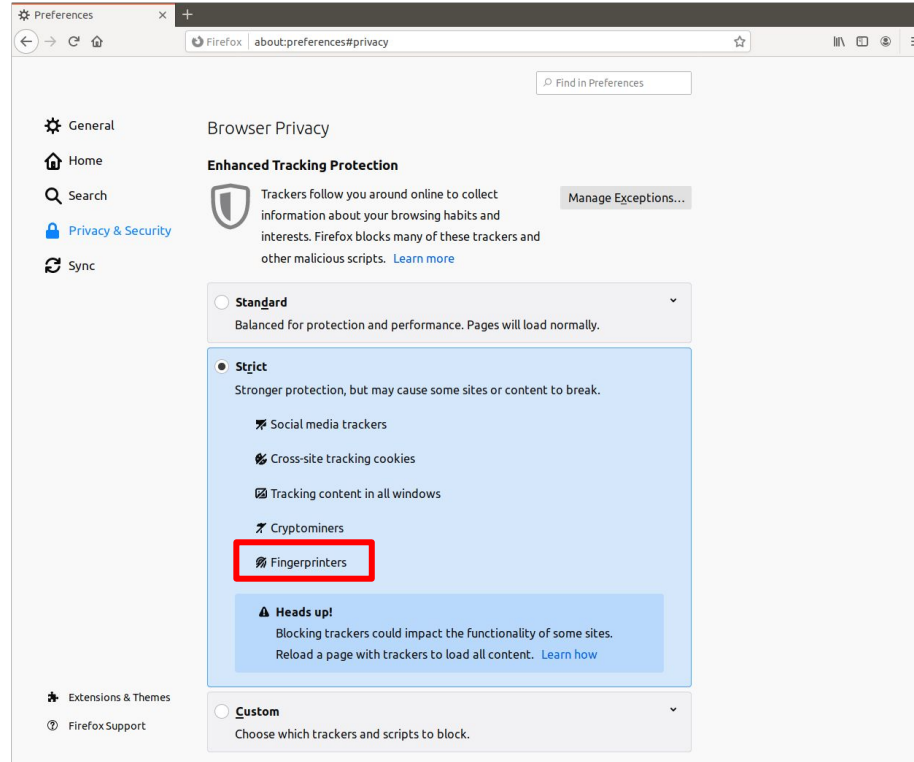 Preferences
Firefox about:preferences#privacy
Find in Preferences
General
Home
Search
Privacy & Security
Sync
Browser Privacy
Enhanced Tracking Protection
Trackers follow you around online to collect
information about your browsing habits and
interests. Firefox blocks many of these trackers and
other malicious scripts. Learn more
Manage Exceptions...
Standard
Balanced for protection and performance. Pages will load normally.
Strict
Stronger protection, but may cause some sites or content to break.
Social media trackers
Cross-site tracking cookies
Tracking content in all windows
Cryptominers
Fingerprinters
Heads up!
Blocking trackers could impact the functionality of some sites.
Reload a page with trackers to load all content. Learn how
Custom
Choose which trackers and scripts to block.
Extensions & Themes
Firefox Support